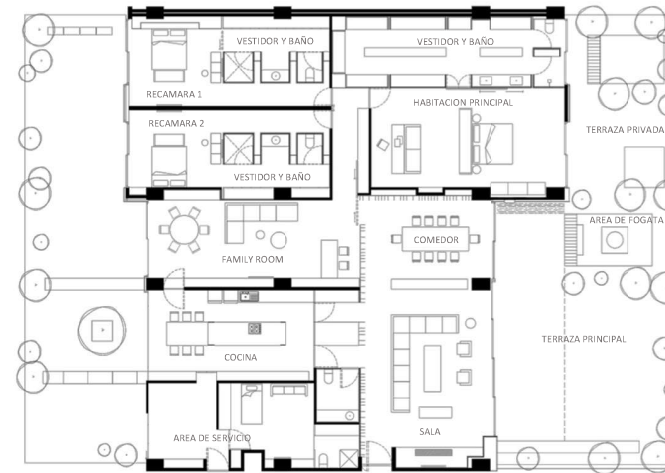 VESTIDOR Y BAÑO
VESTIDOR Y BAÑO
RECAMARA 1
HABITACION PRINCIPAL
RECAMARA 2
TERRAZA PRIVADA
VESTIDOR Y BAÑO
AREA DE FOGATA
COMEDOR
FAMILY ROOM
TERRAZA PRINCIPAL
COCINA
SALA
AREA DE SERVICIO